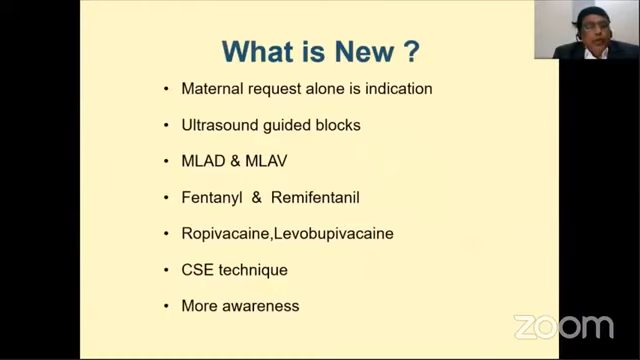 What is New ?
• Maternal request alone is indication
• Ultrasound guided blocks
• MLAD & MLAV
• Fentanyl & Remifentanil
• Ropivacaine,Levobupivacaine
• CSE technique
• More awareness
zoom